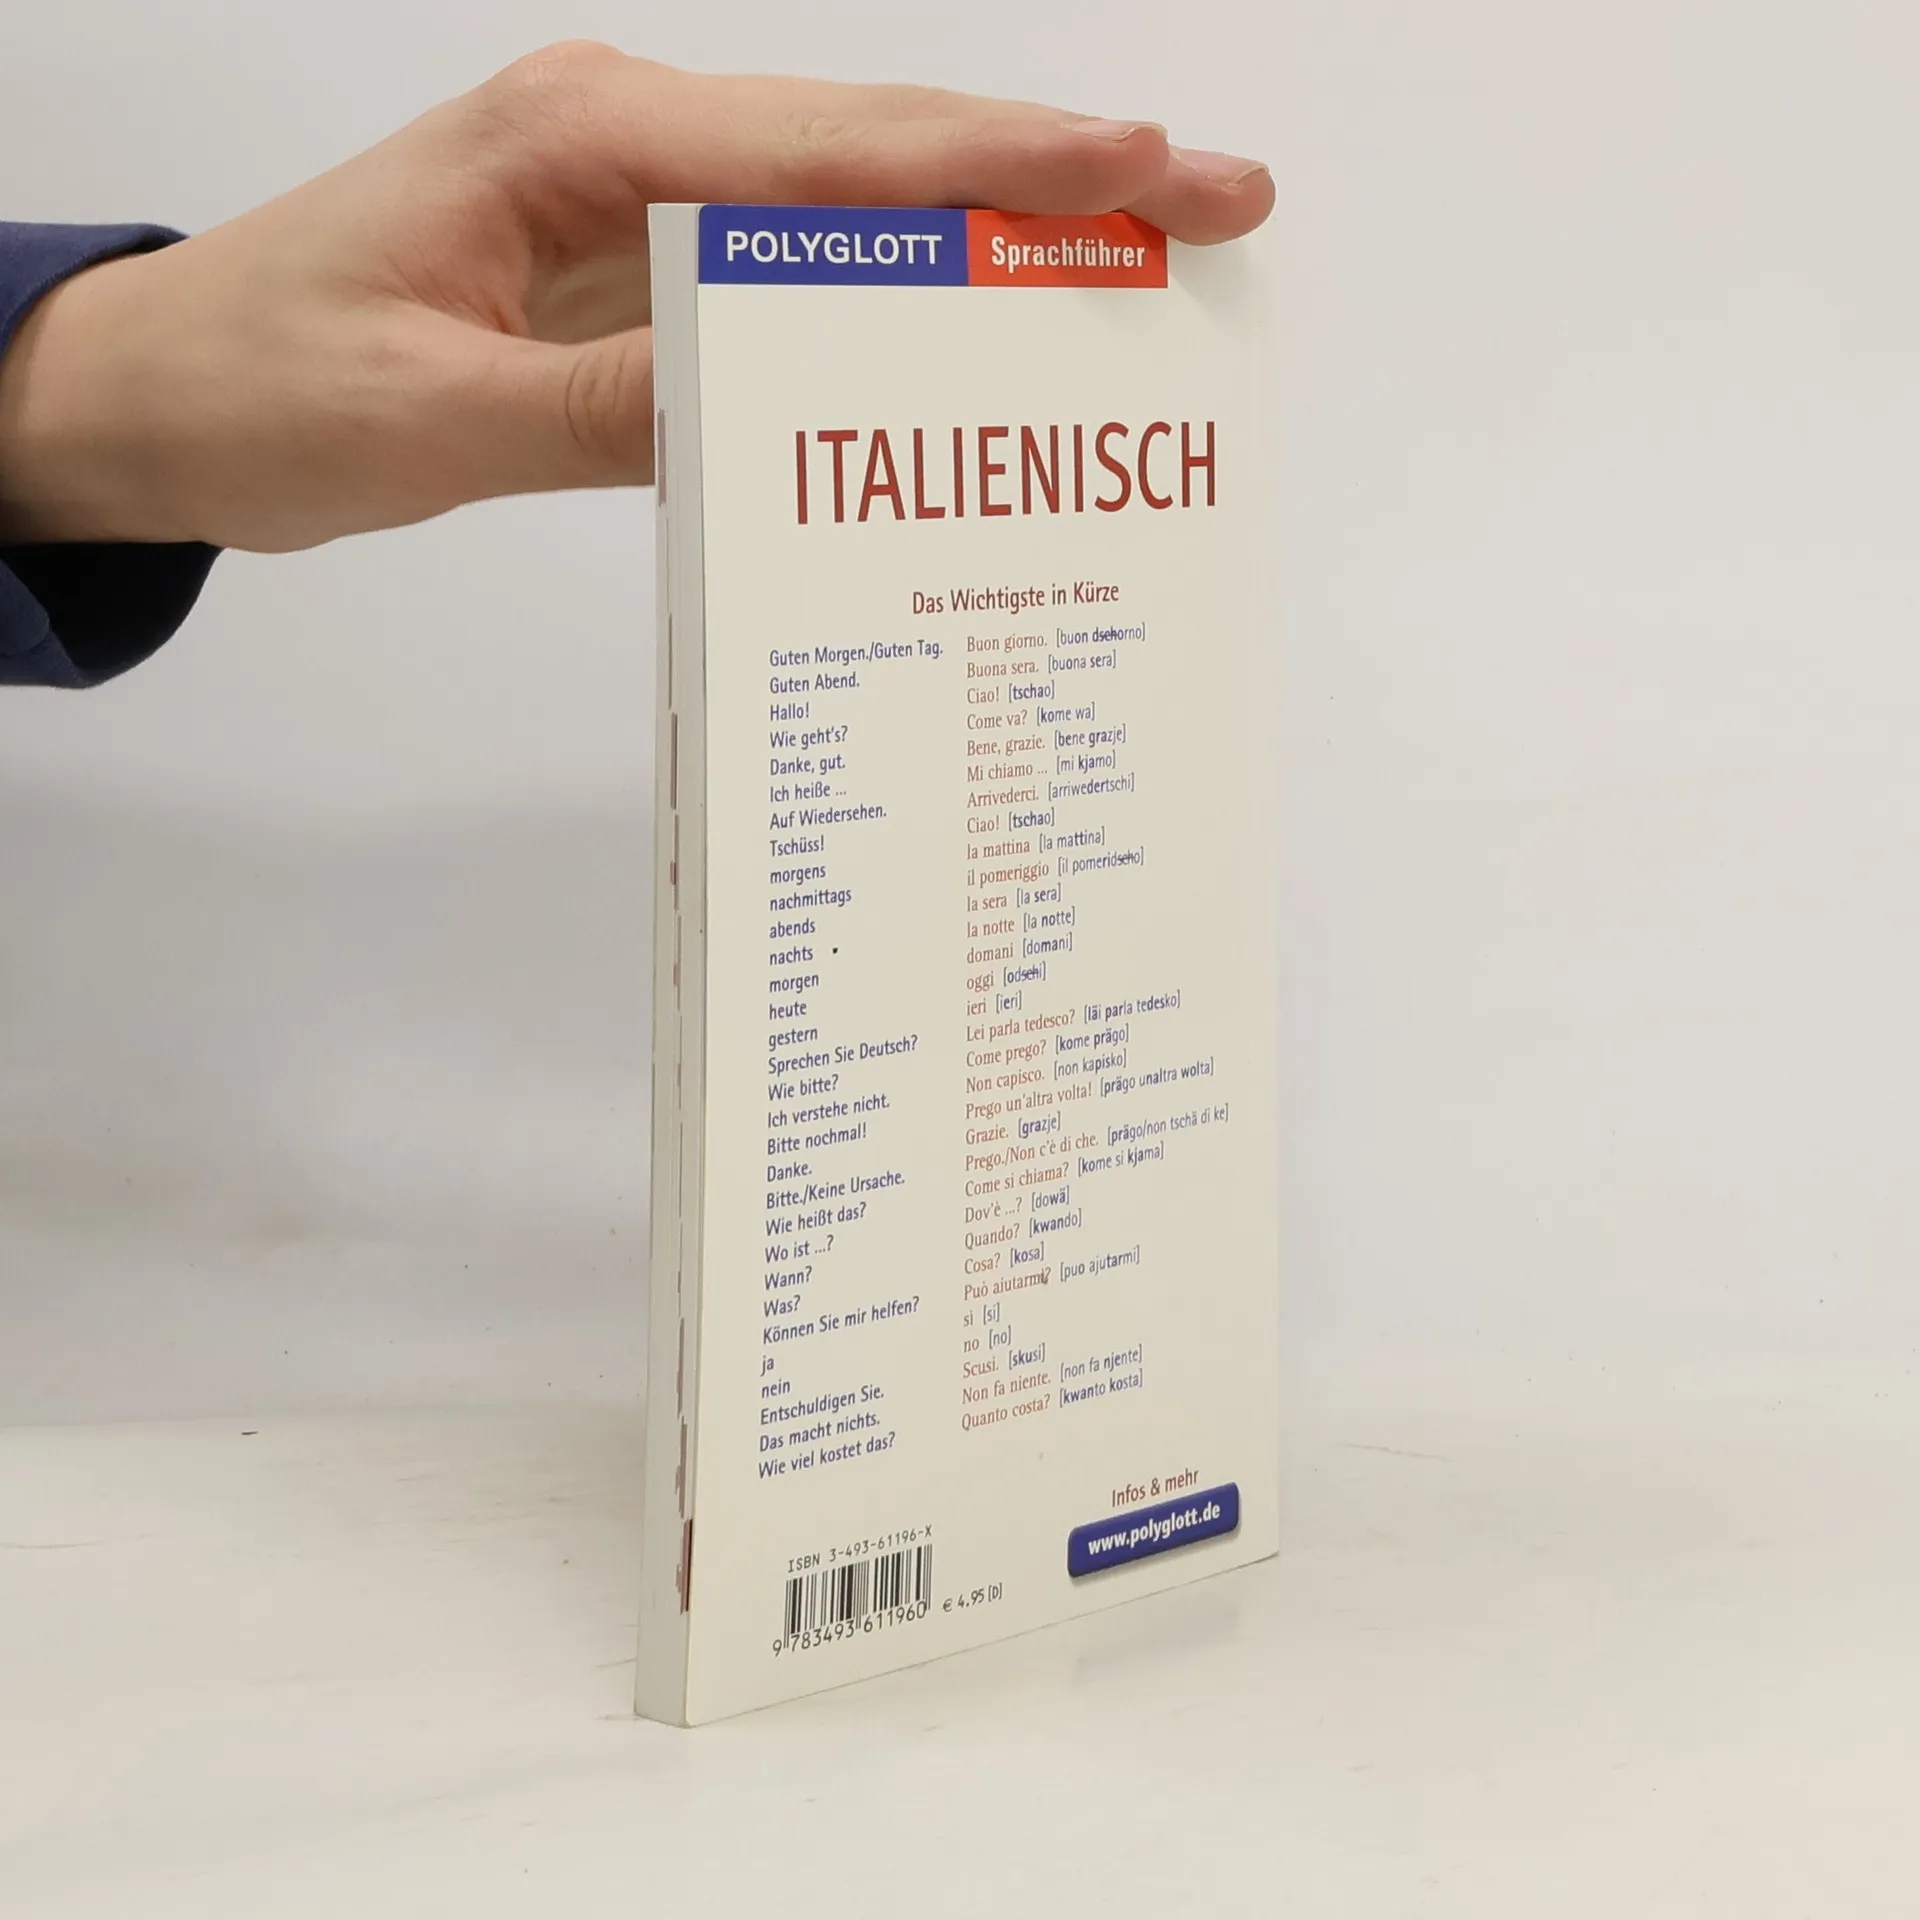 POLYGLOTT Sprachführer
ITALIENISCH
Das Wichtigste in Kürze
Guten Morgen./Guten Tag. Buon giorno. [buon dschorno]
Guten Abend. Buona sera. [buona sera]
Hallo! Ciao! [tschao]
Wie geht's? Come va? [kome wa]
Danke, gut. Bene, grazie. [bene grazje]
Ich heiße ... Mi chiamo ... [mi kjamo]
Auf Wiedersehen. Arrivederci. [arriwedertschi]
Tschüss! Ciao! [tschao]
morgens la mattina [la mattina]
nachmittags il pomeriggio [il pomeridscho]
abends la sera [la sera]
nachts la notte [la notte]
morgen domani [domani]
heute oggi [odschi]
gestern ieri [ieri]
Sprechen Sie Deutsch? Lei parla tedesco? [läi parla tedesko]
Wie bitte? Come prego? [kome prägo]
Ich verstehe nicht. Non capisco. [non kapisko]
Bitte nochmal! Prego un'altra volta! [prägo unaltra wolta]
Danke. Grazie. [grazje]
Bitte./Keine Ursache. Prego./Non c'è di che. [prägo/non tschä di ke]
Wie heißt das? Come si chiama? [kome si kjama]
Wo ist ...? Dov'è ...? [dowä]
Wann? Quando? [kwando]
Was? Cosa? [kosa]
Können Sie mir helfen? Può aiutarmi? [puo ajutarmi]
ja sì [si]
nein no [no]
Entschuldigen Sie. Scusi. [skusi]
Das macht nichts. Non fa niente. [non fa njente]
Wie viel kostet das? Quanto costa? [kwanto kosta]
Infos & mehr
www.polyglott.de
ISBN 3-493-61196-X
9 783493 611960 € 4.95 [D]